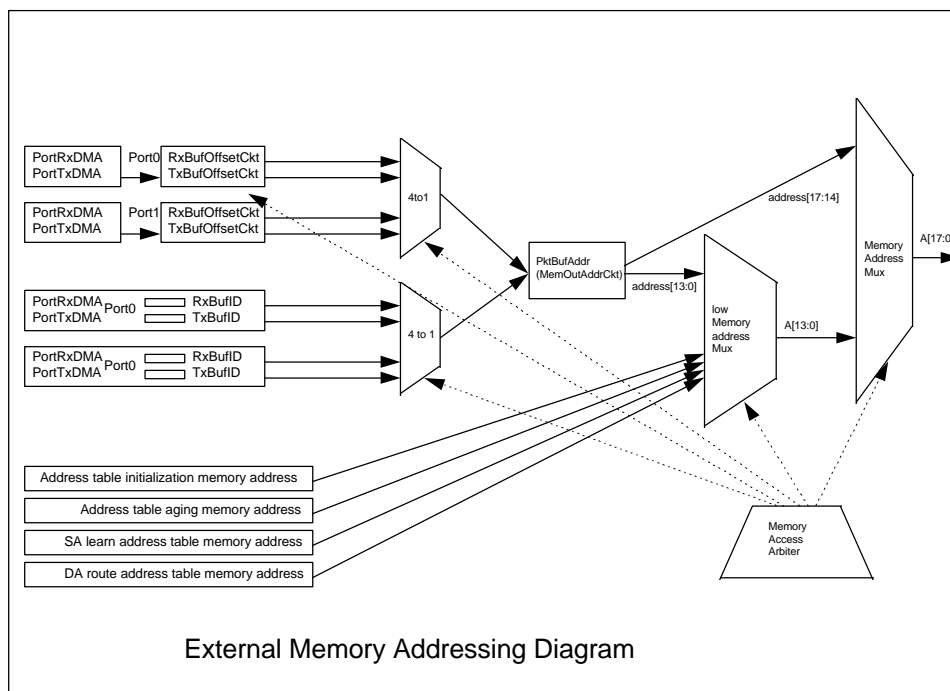 PortRxDMA
PortTxDMA
Port0
RxBufOffsetCkt
TxBufOffsetCkt
PortRxDMA
PortTxDMA
Port1
RxBufOffsetCkt
TxBufOffsetCkt
4to1
PortRxDMA
PortTxDMA
Port0
RxBufID
TxBufID
PortRxDMA
PortTxDMA
Port0
RxBufID
TxBufID
4 to 1
PktBufAddr
(MemOutAddrCkt)
address[17:14]
address[13:0]
low
Memory
address
Mux
A[13:0]
Memory
Address
Mux
A[17:0
Address table initialization memory address
Address table aging memory address
SA learn address table memory address
DA route address table memory address
Memory
Access
Arbiter
External Memory Addressing Diagram